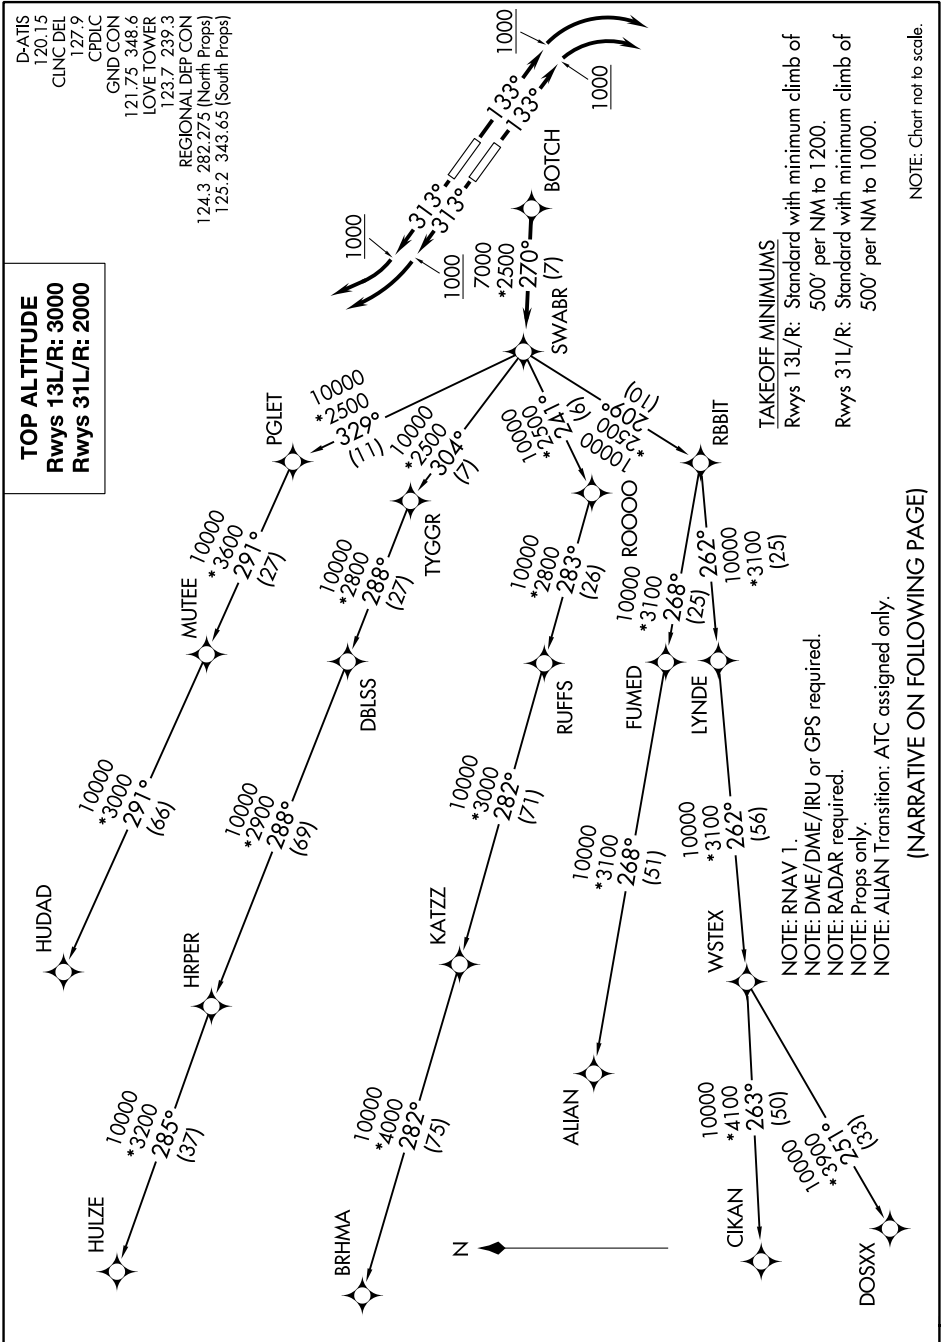 D-ATIS
120.15
CLNC DEL
127.9
CPDLC
GND CON
121.75 348.6
LOVE TOWER
123.7 239.3
REGIONAL DEP CON
124.3 282.275 (North Props)
125.2 343.65 (South Props)
TOP ALTITUDE
Rwys 13L/R: 3000
Rwys 31L/R: 2000
1000
1000
133°
133°
313°
313°
1000
1000
BOTCH
7000
*2500
270°
(7)
SWABR
10000
*2500
329°
(11)
PGLET
10000
*3600
291°
(27)
MUTEE
10000
*3000
291°
(66)
HUDAD
10000
*2500
304°
(7)
TYGGR
10000
*2800
288°
(27)
DBLSS
10000
*2900
288°
(69)
HRPER
10000
*3200
285°
(37)
HULZE
10000
*2500
241°
(6)
ROOOO
10000
*2800
283°
(26)
RUFFS
10000
*3000
282°
(71)
KATZZ
10000
*4000
282°
(75)
BRHMA
10000
*2500
209°
(10)
RBBIT
10000
*3100
268°
(25)
FUMED
10000
*3100
268°
(51)
ALIAN
262°
10000
*3100
(25)
LYNDE
10000
*3100
262°
(56)
WSTEX
10000
*4100
263°
(50)
CIKAN
10000
*3900
251°
(33)
DOSXX
N
TAKEOFF MINIMUMS
Rwys 13L/R: Standard with minimum climb of
500' per NM to 1200.
Rwys 31L/R: Standard with minimum climb of
500' per NM to 1000.
NOTE: RNAV 1.
NOTE: DME/DME/IRU or GPS required.
NOTE: RADAR required.
NOTE: Props only.
NOTE: ALIAN Transition: ATC assigned only.
(NARRATIVE ON FOLLOWING PAGE)
NOTE: Chart not to scale.